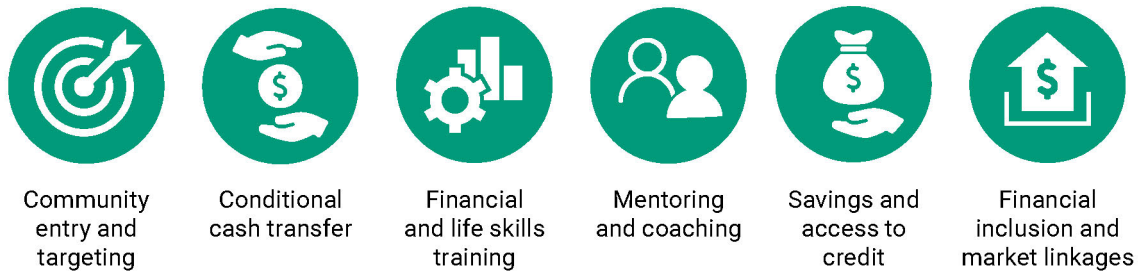 $
$
$
Community
entry and
targeting
Conditional
cash transfer
Financial
and life skills
training
Mentoring
and coaching
Savings and
access to
credit
Financial
inclusion and
market linkages